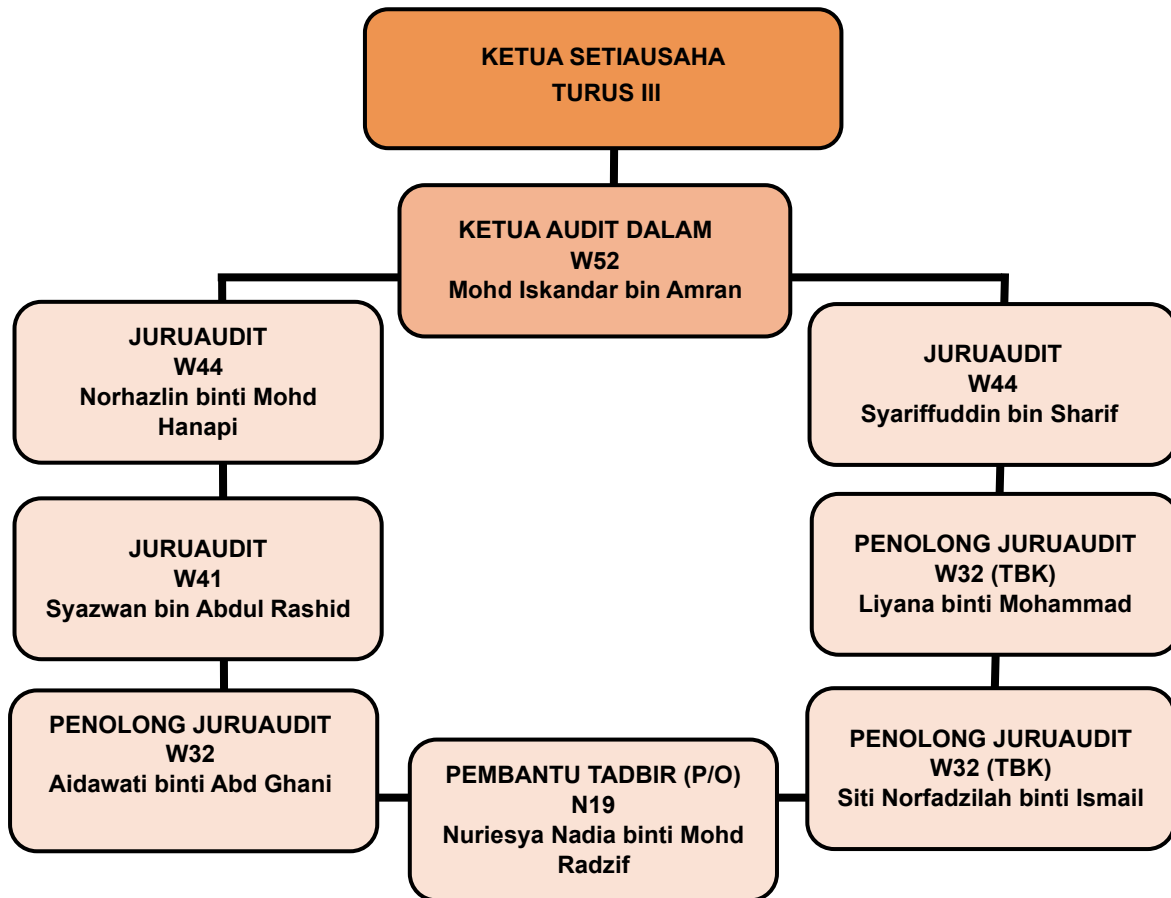 KETUA SETIAUSAHA
TURUS III
KETUA AUDIT DALAM
W52
Mohd Iskandar bin Amran
JURUAUDIT
W44
Norhazlin binti Mohd
Hanapi
JURUAUDIT
W44
Syariffuddin bin Sharif
JURUAUDIT
W41
Syazwan bin Abdul Rashid
PENOLONG JURUAUDIT
W32 (TBK)
Liyana binti Mohammad
PENOLONG JURUAUDIT
W32
Aidawati binti Abd Ghani
PEMBANTU TADBIR (P/O)
N19
Nuriesya Nadia binti Mohd
Radzif
PENOLONG JURUAUDIT
W32 (TBK)
Siti Norfadzilah binti Ismail